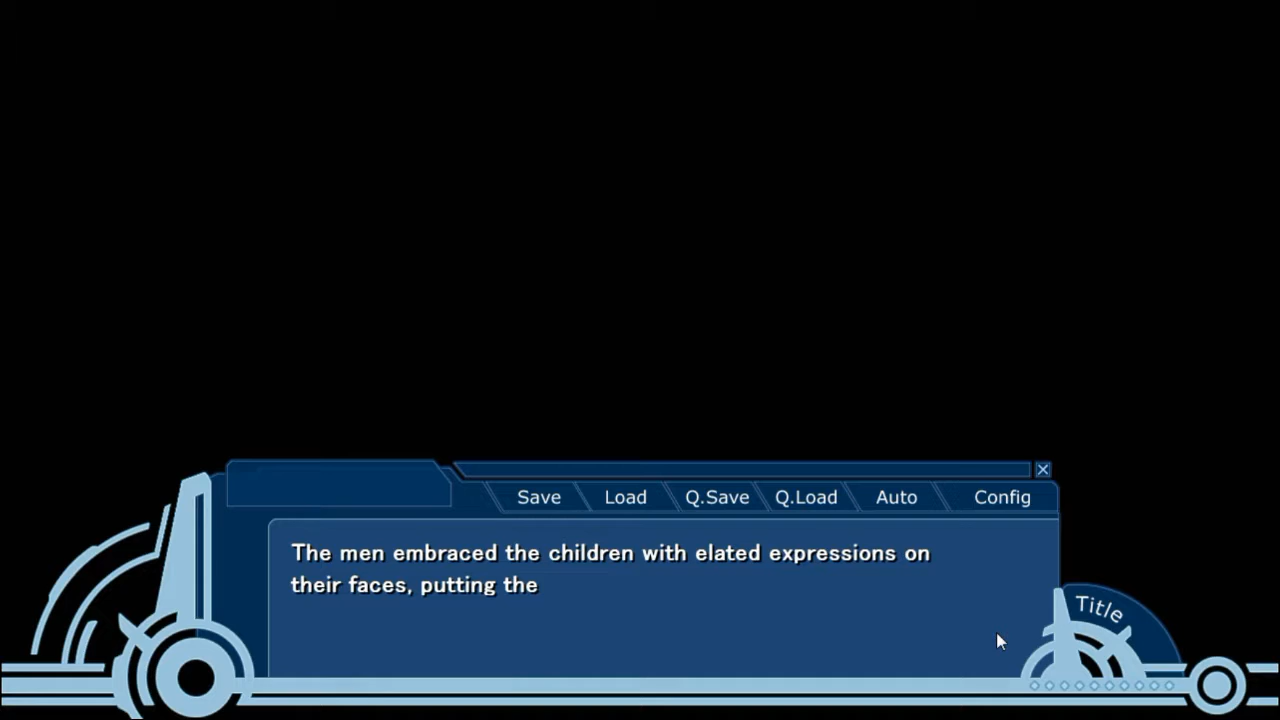 Save Load Q.Save Q.Load Auto Config
The men embraced the children with elated expressions on
their faces, putting the
Title